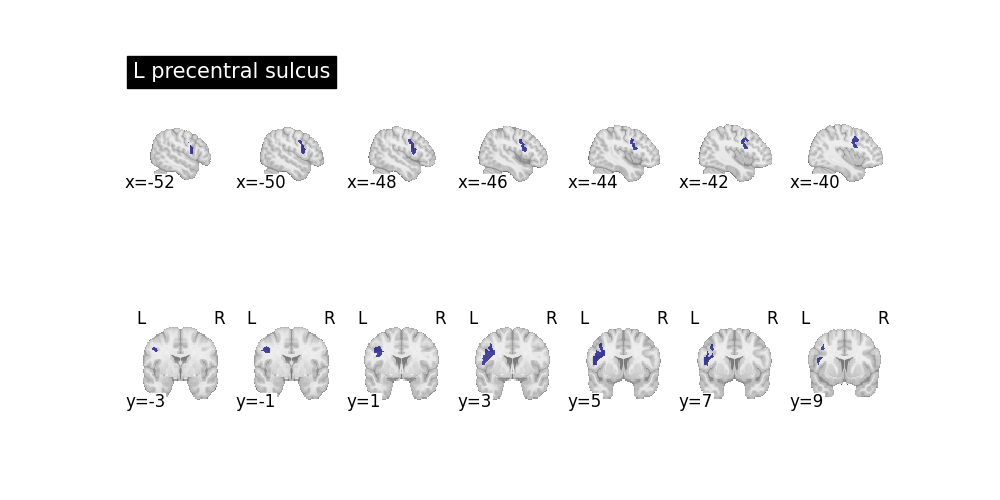 L precentral sulcus
x=-52 x=-50 x=-48 x=-46 x=-44 x=-42 x=-40
L R L R L R L R L R L R L R
y=-3 y=-1 y=1 y=3 y=5 y=7 y=9